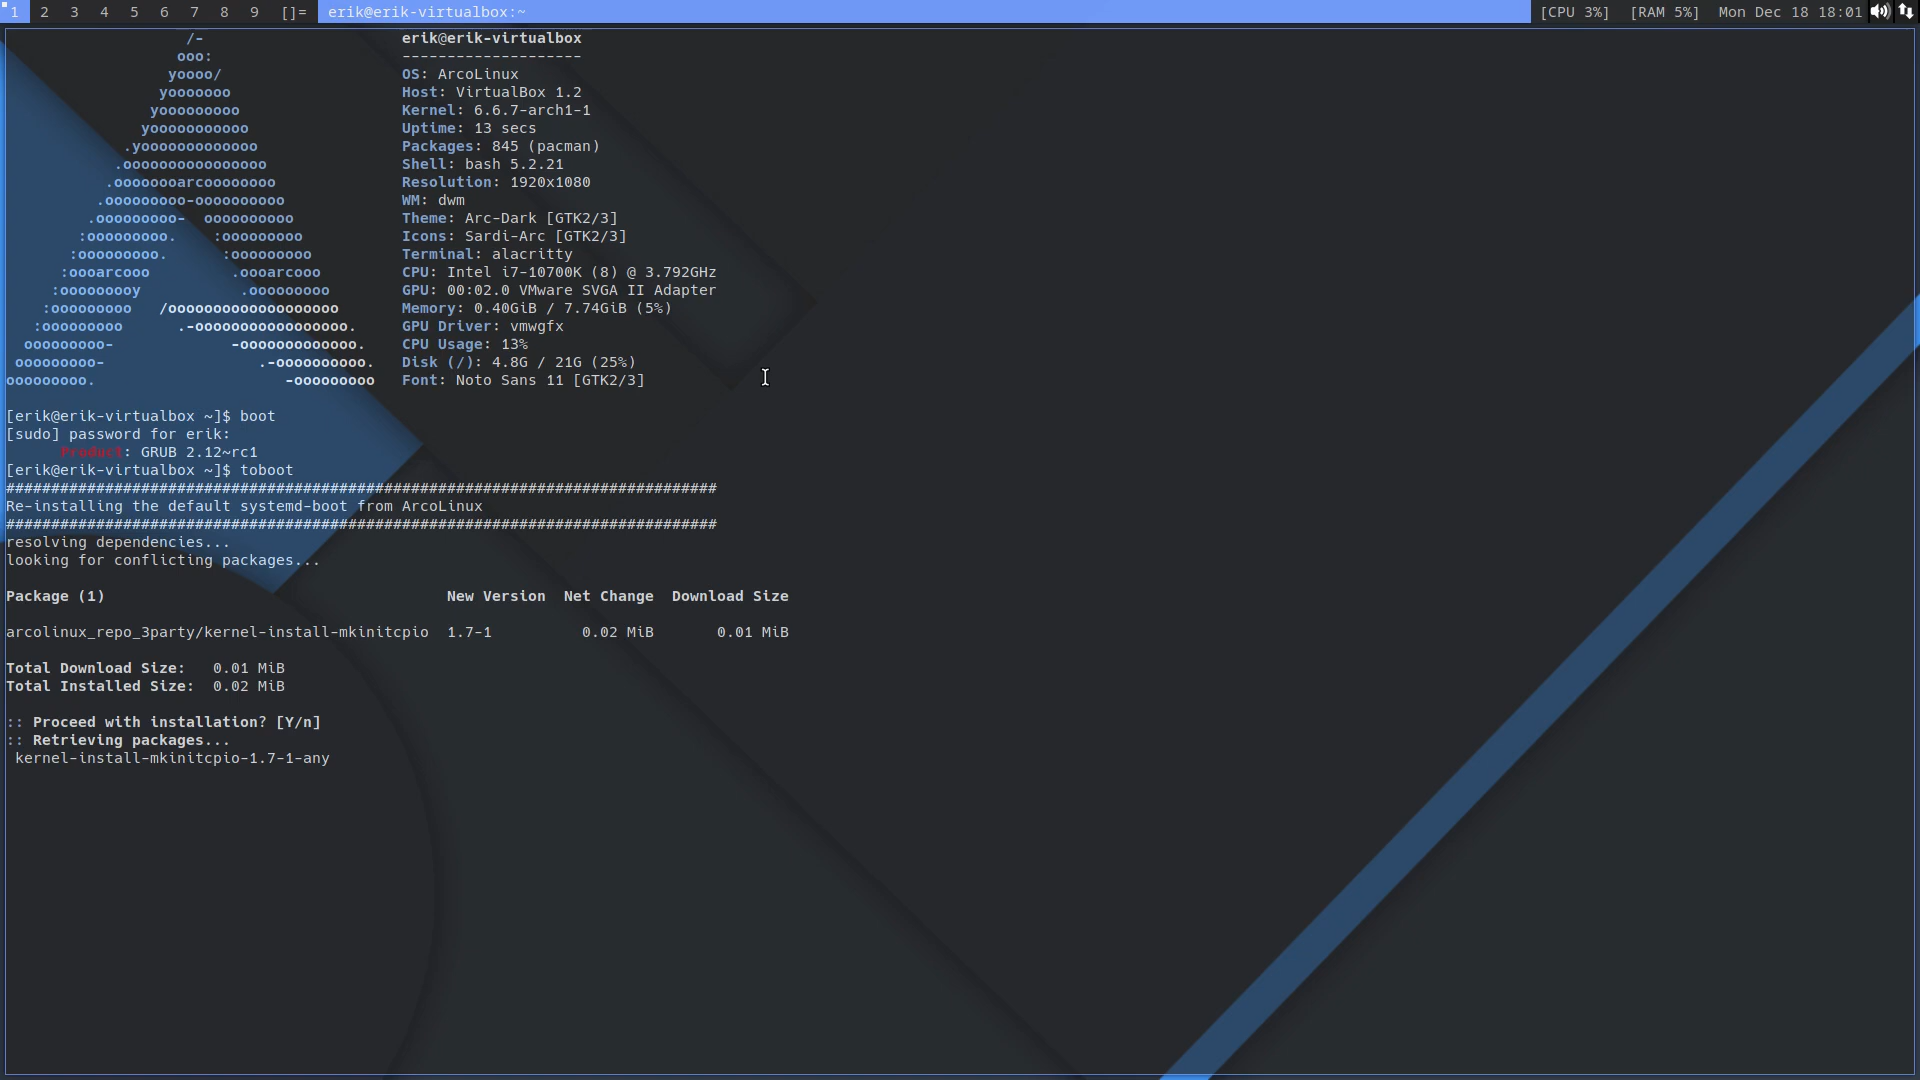 1 2 3 4 5 6 7 8 9 []= erik@erik-virtualbox:~ [CPU 3%] [RAM 5%] Mon Dec 18 18:01
/- erik@erik-virtualbox
ooo: --------------------
yoooo/ OS: ArcoLinux
yooooooo Host: VirtualBox 1.2
yooooooooo Kernel: 6.6.7-arch1-1
yooooooooooo Uptime: 13 secs
.yooooooooooooo Packages: 845 (pacman)
.oooooooooooooooo Shell: bash 5.2.21
.oooooooarcoooooooo Resolution: 1920x1080
.ooooooooo-oooooooooo WM: dwm
.ooooooooo- oooooooooo Theme: Arc-Dark [GTK2/3]
:ooooooooo. :ooooooooo Icons: Sardi-Arc [GTK2/3]
:ooooooooo. :ooooooooo Terminal: alacritty
:oooarcooo .oooarcooo CPU: Intel i7-10700K (8) @ 3.792GHz
:ooooooooy .ooooooooo GPU: 00:02.0 VMware SVGA II Adapter
:ooooooooo /ooooooooooooooooooo Memory: 0.40GiB / 7.74GiB (5%)
:ooooooooo .-ooooooooooooooooo. GPU Driver: vmwgfx
ooooooooo- -ooooooooooooo. CPU Usage: 13%
ooooooooo- .-oooooooooo. Disk (/): 4.8G / 21G (25%)
ooooooooo. -ooooooooo Font: Noto Sans 11 [GTK2/3]
[erik@erik-virtualbox ~]$ boot
[sudo] password for erik:
Product: GRUB 2.12~rc1
[erik@erik-virtualbox ~]$ toboot
###############################################################################
Re-installing the default systemd-boot from ArcoLinux
###############################################################################
resolving dependencies...
looking for conflicting packages...
Package (1) New Version Net Change Download Size
arcolinux_repo_3party/kernel-install-mkinitcpio 1.7-1 0.02 MiB 0.01 MiB
Total Download Size: 0.01 MiB
Total Installed Size: 0.02 MiB
:: Proceed with installation? [Y/n]
:: Retrieving packages...
kernel-install-mkinitcpio-1.7-1-any